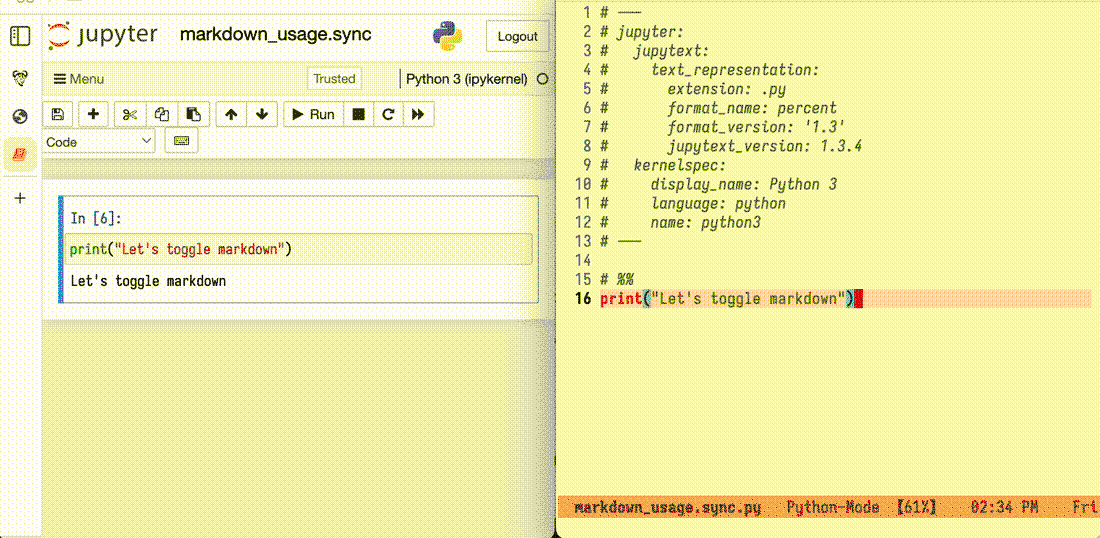 jupyter markdown_usage.sync
Logout
Menu
Trusted
Python 3 (ipykernel)
Run
Code
In [6]:
print("Let's toggle markdown")
Let's toggle markdown
1 # ---
2 # jupyter:
3 #   jupytext:
4 #     text_representation:
5 #       extension: .py
6 #       format_name: percent
7 #       format_version: '1.3'
8 #       jupytext_version: 1.3.4
9 #   kernelspec:
10 #     display_name: Python 3
11 #     language: python
12 #     name: python3
13 # ---
14
15 # %%
16 print("Let's toggle markdown")
markdown_usage.sync.py Python-Mode 【61%】 02:34 PM Fri